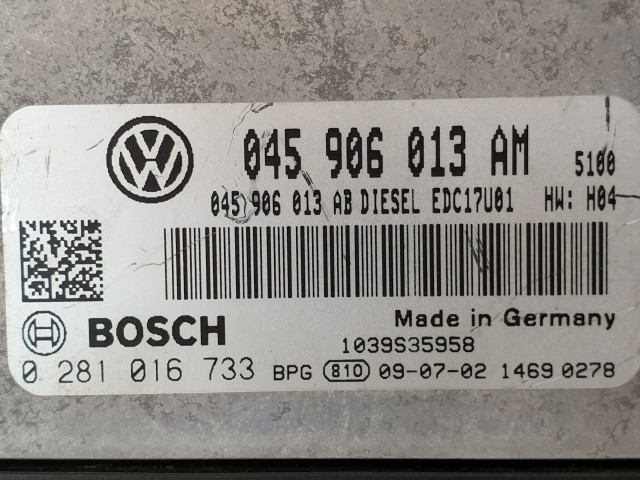 045 906 013 AM 5100
045 906 013 AB DIESEL EDC17U01 HW: H04
Made in Germany
BOSCH 1039S35958
0 281 016 733 BPG 810 09-07-02 1469 0278